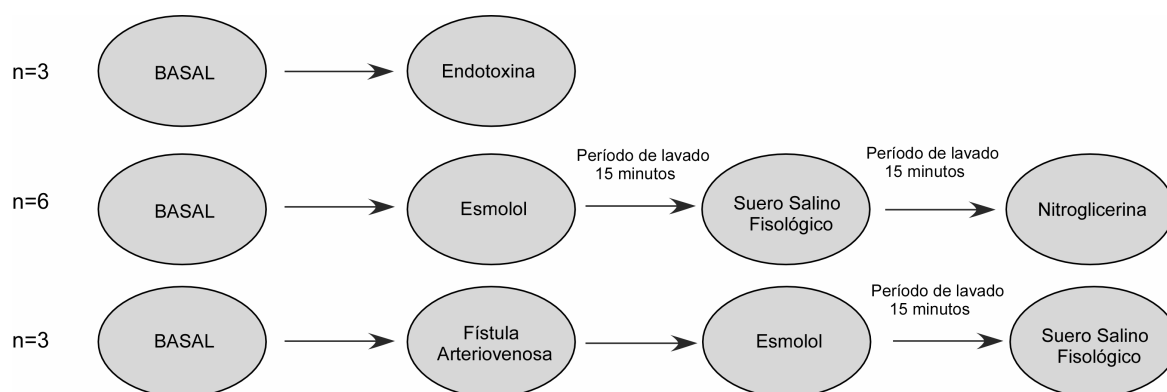 n=3
BASAL
Endotoxina
n=6
BASAL
Esmolol
Período de lavado
15 minutos
Suero Salino
Fisológico
Período de lavado
15 minutos
Nitroglicerina
n=3
BASAL
Fístula
Arteriovenosa
Esmolol
Período de lavado
15 minutos
Suero Salino
Fisológico